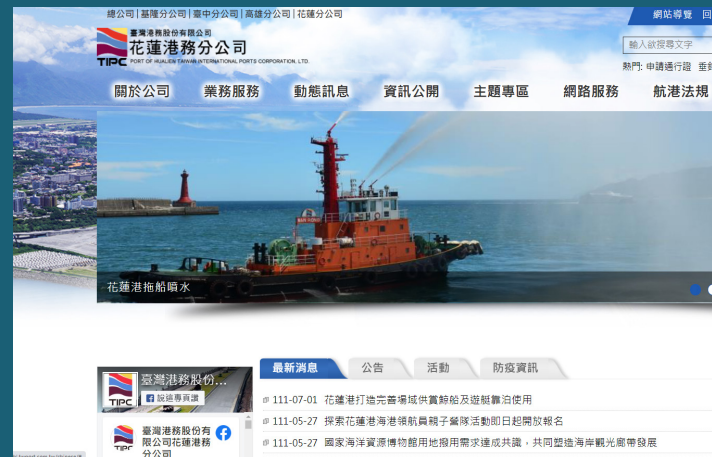 總公司|基隆分公司|臺中分公司|高雄分公司|花蓮分公司
網站導覽 回
臺灣港務股份有限公司
花蓮港務分公司
TIPC PORT OF HUALIEN TAIWAN INTERNATIONAL PORTS CORPORATION, LTD.
輸入欲搜尋文字
熱門: 申請通行證
關於公司 業務服務 動態訊息 資訊公開 主題專區 網路服務 航港法規
花蓮港拖船噴水
最新消息 公告 活動 防疫資訊
臺灣港務股份...
說這專頁讚
TIPC
111-07-01 花蓮港打造完善場域供賞鯨船及遊艇靠泊使用
111-05-27 探索花蓮港海港領航員親子營隊活動即日起開放報名
111-05-27 國家海洋資源博物館用地撥用需求達成共識，共同塑造海岸觀光廊帶發展
臺灣港務股份有
限公司花蓮港務
分公司
TIPC